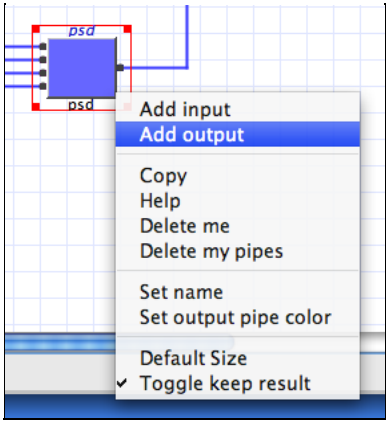 psd
psd
Add input
Add output
Copy
Help
Delete me
Delete my pipes
Set name
Set output pipe color
Default Size
✓ Toggle keep result